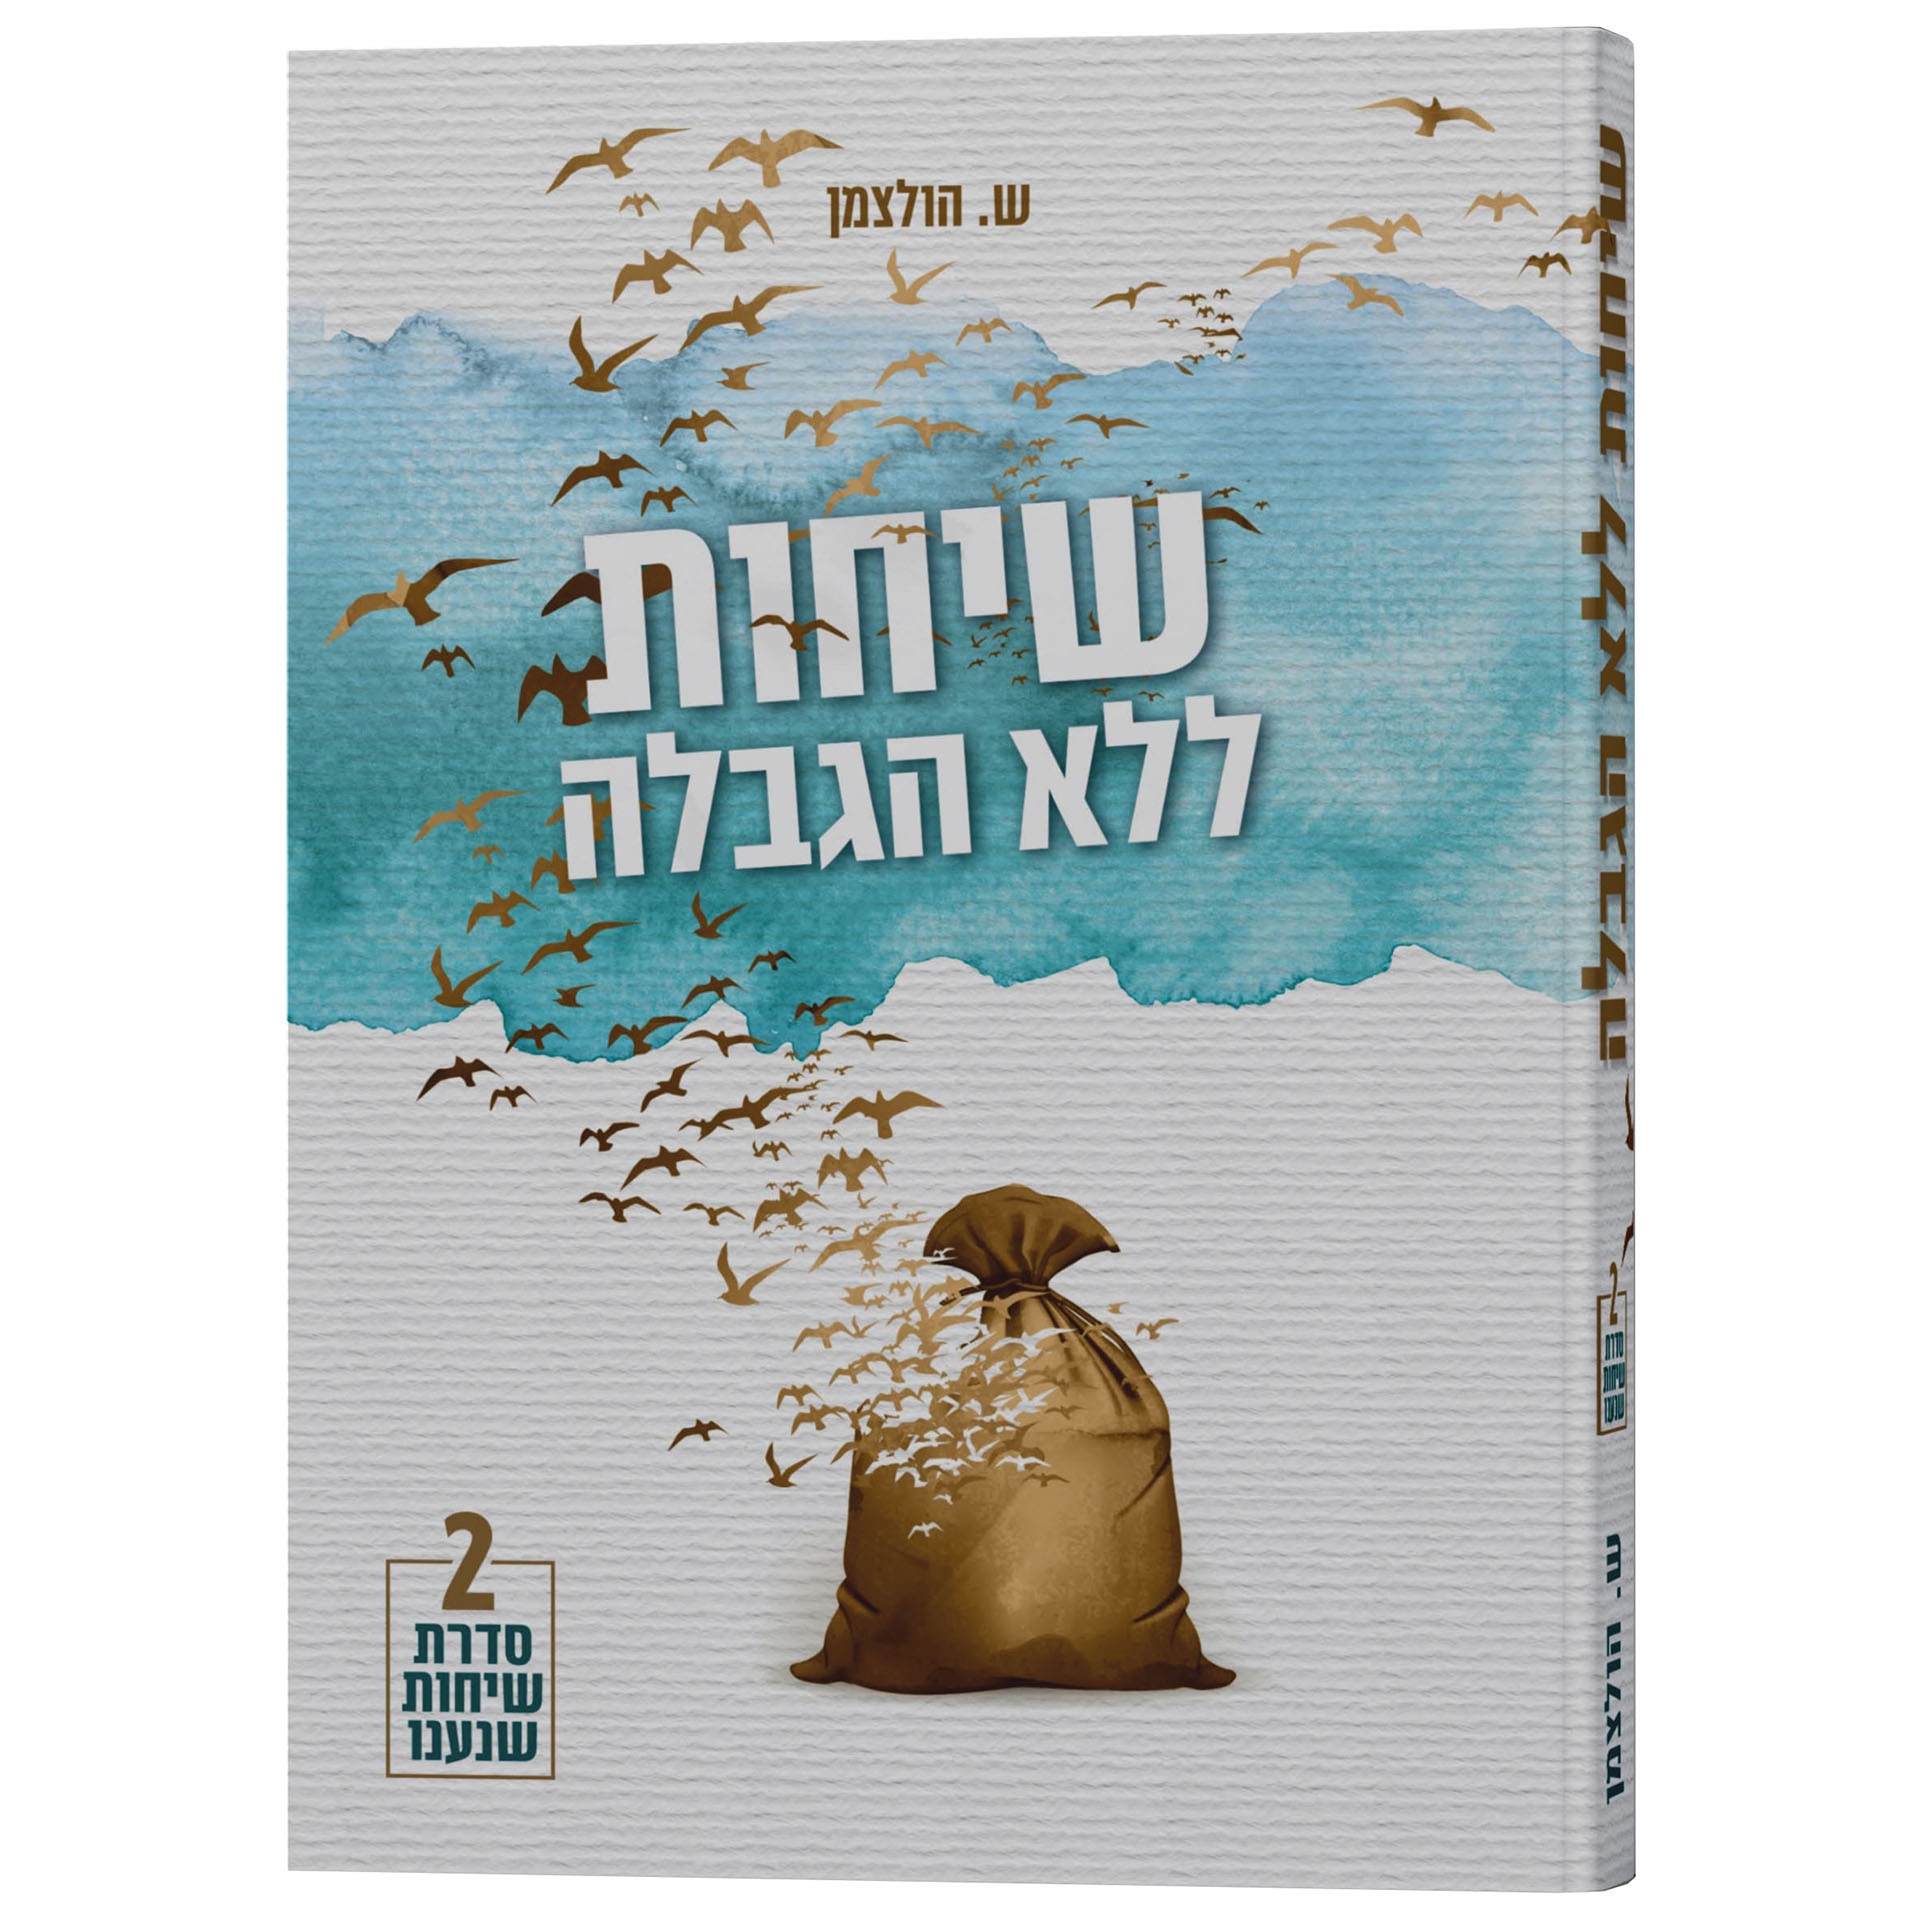 ש. הולצמן
שיחות
ללא הגבלה
2
סדרת
שיחות
שנענו
שיחות ללא הגבלה
2
סדרת
שיחות
שנענו
ש. הולצמן